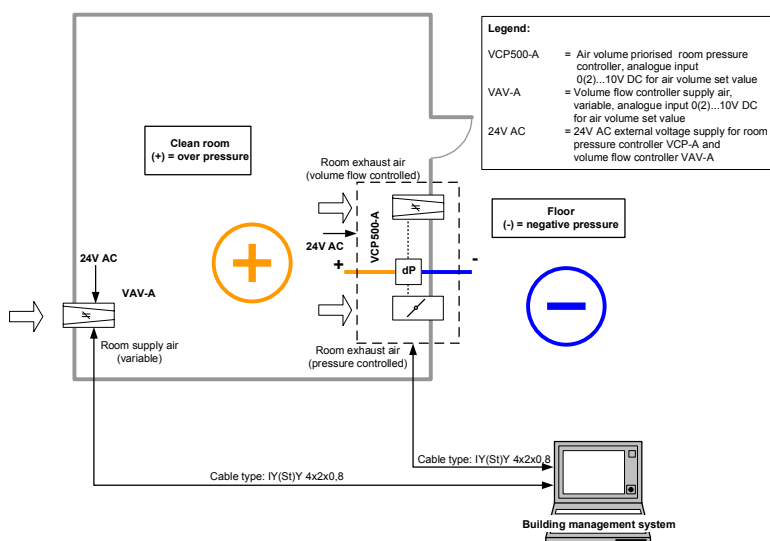 Legend:
VCP500-A = Air volume priorised room pressure
controller, analogue input
0(2)...10V DC for air volume set value
VAV-A = Volume flow controller supply air,
variable, analogue input 0(2)...10V DC
for air volume set value
24V AC = 24V AC external voltage supply for room
pressure controller VCP-A and
volume flow controller VAV-A
Clean room
(+) = over pressure
Room exhaust air
(volume flow controlled)
Floor
(-) = negative pressure
VCP500-A
24V AC
+
-
dP
24V AC
VAV-A
Room supply air
(variable)
Room exhaust air
(pressure controlled)
Cable type: IY(St)Y 4x2x0,8
Cable type: IY(St)Y 4x2x0,8
Building management system